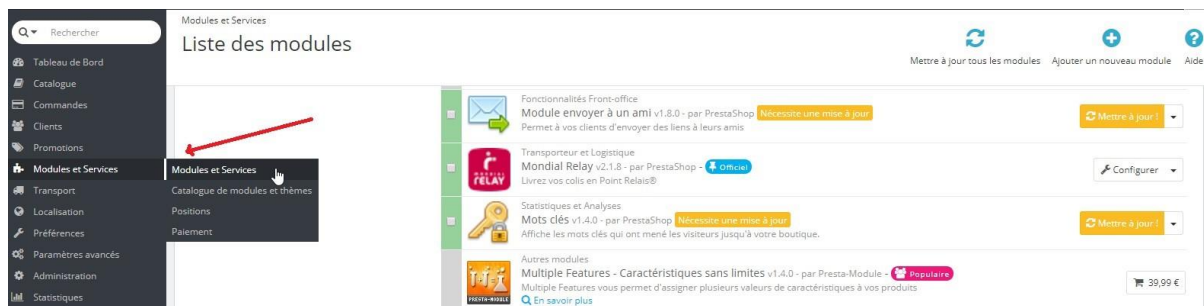 Rechercher
Tableau de Bord
Catalogue
Commandes
Clients
Promotions
Modules et Services
Transport
Localisation
Préférences
Paramètres avancés
Administration
Statistiques
Modules et Services
Catalogue de modules et thèmes
Positions
Paiement
Modules et Services
Liste des modules
Mettre à jour tous les modules
Ajouter un nouveau module
Aide
Fonctionnalités Front-office
Module envoyer à un ami v1.8.0 - par PrestaShop Nécessite une mise à jour
Permet à vos clients d'envoyer des liens à leurs amis
Mettre à jour !
Transporteur et Logistique
Mondial Relay v2.1.8 - par PrestaShop - Officiel
Livrez vos colis en Point Relais®
Configurer
MONDIAL
RELAY
Statistiques et Analyses
Mots clés v1.4.0 - par PrestaShop Nécessite une mise à jour
Affiche les mots clés qui ont mené les visiteurs jusqu'à votre boutique.
Mettre à jour !
Autres modules
Multiple Features - Caractéristiques sans limites v1.4.0 - par Presta-Module - Populaire
Multiple Features vous permet d'assigner plusieurs valeurs de caractéristiques à vos produits
En savoir plus
39,99 €
PRESTA-MODULE